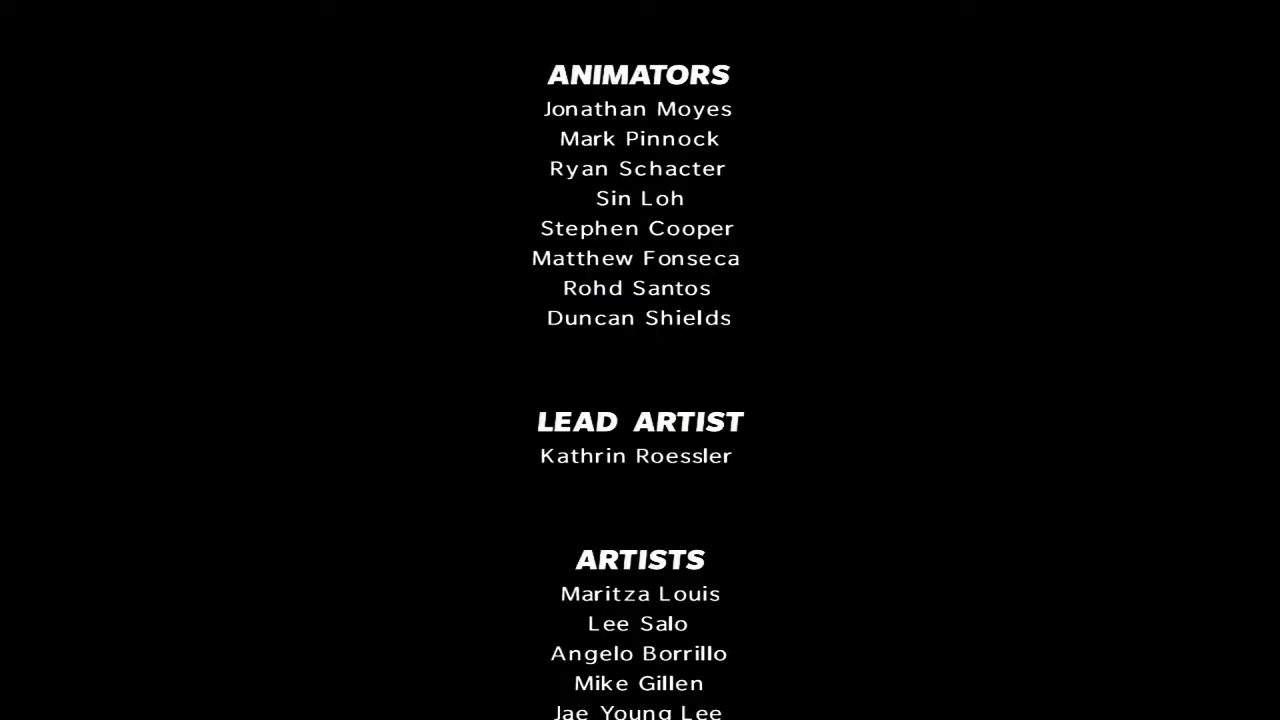 ANIMATORS
Jonathan Moyes
Mark Pinnock
Ryan Schacter
Sin Loh
Stephen Cooper
Matthew Fonseca
Rohd Santos
Duncan Shields
LEAD ARTIST
Kathrin Roessler
ARTISTS
Maritza Louis
Lee Salo
Angelo Borrillo
Mike Gillen
Jae Young Lee